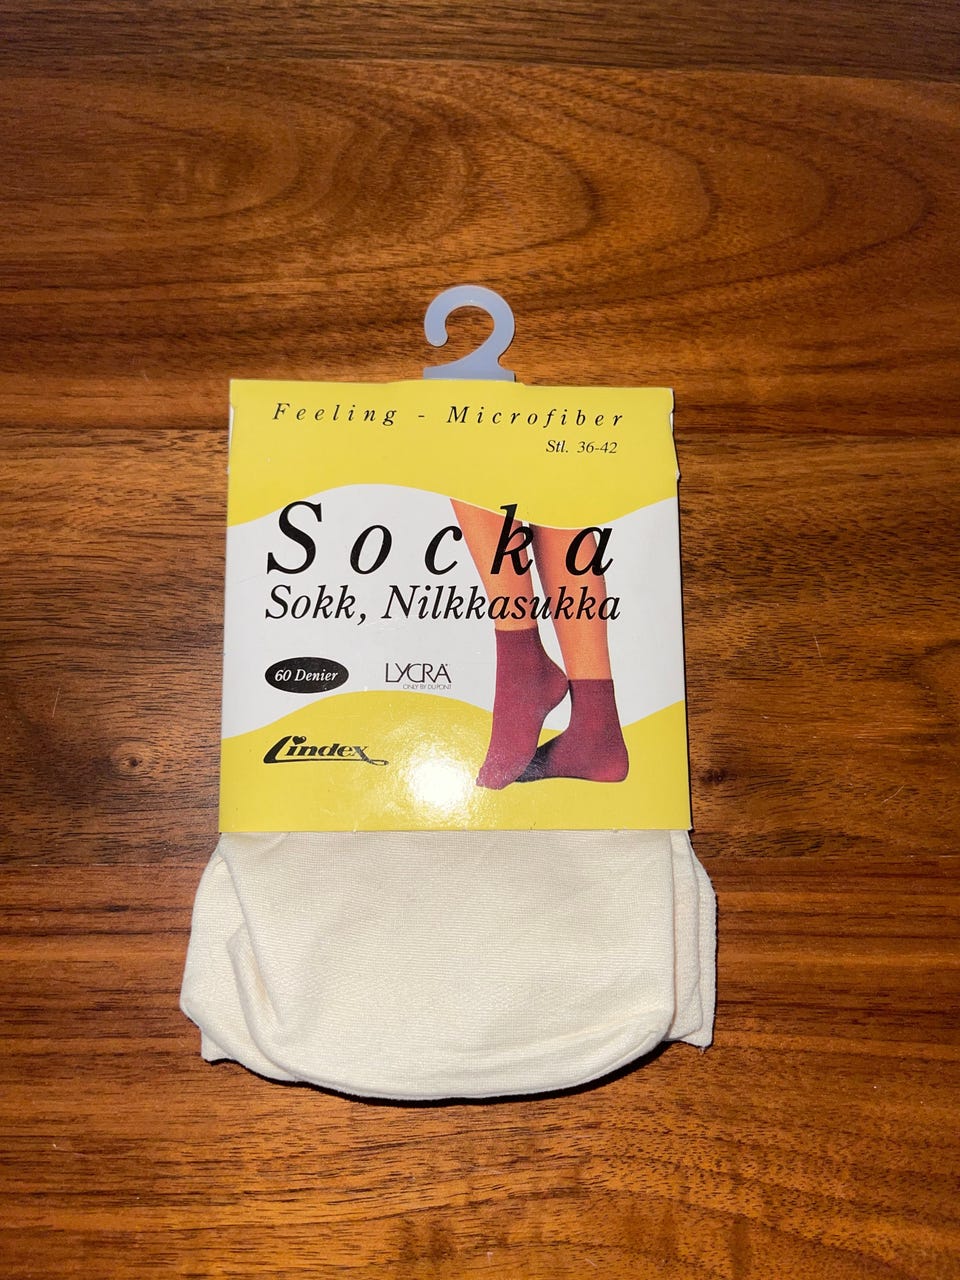 Feeling - Microfiber
Stl. 36-42
Socka
Sokk, Nilkkasukka
60 Denier
LYCRA®
ONLY BY DUPONT
Lindex